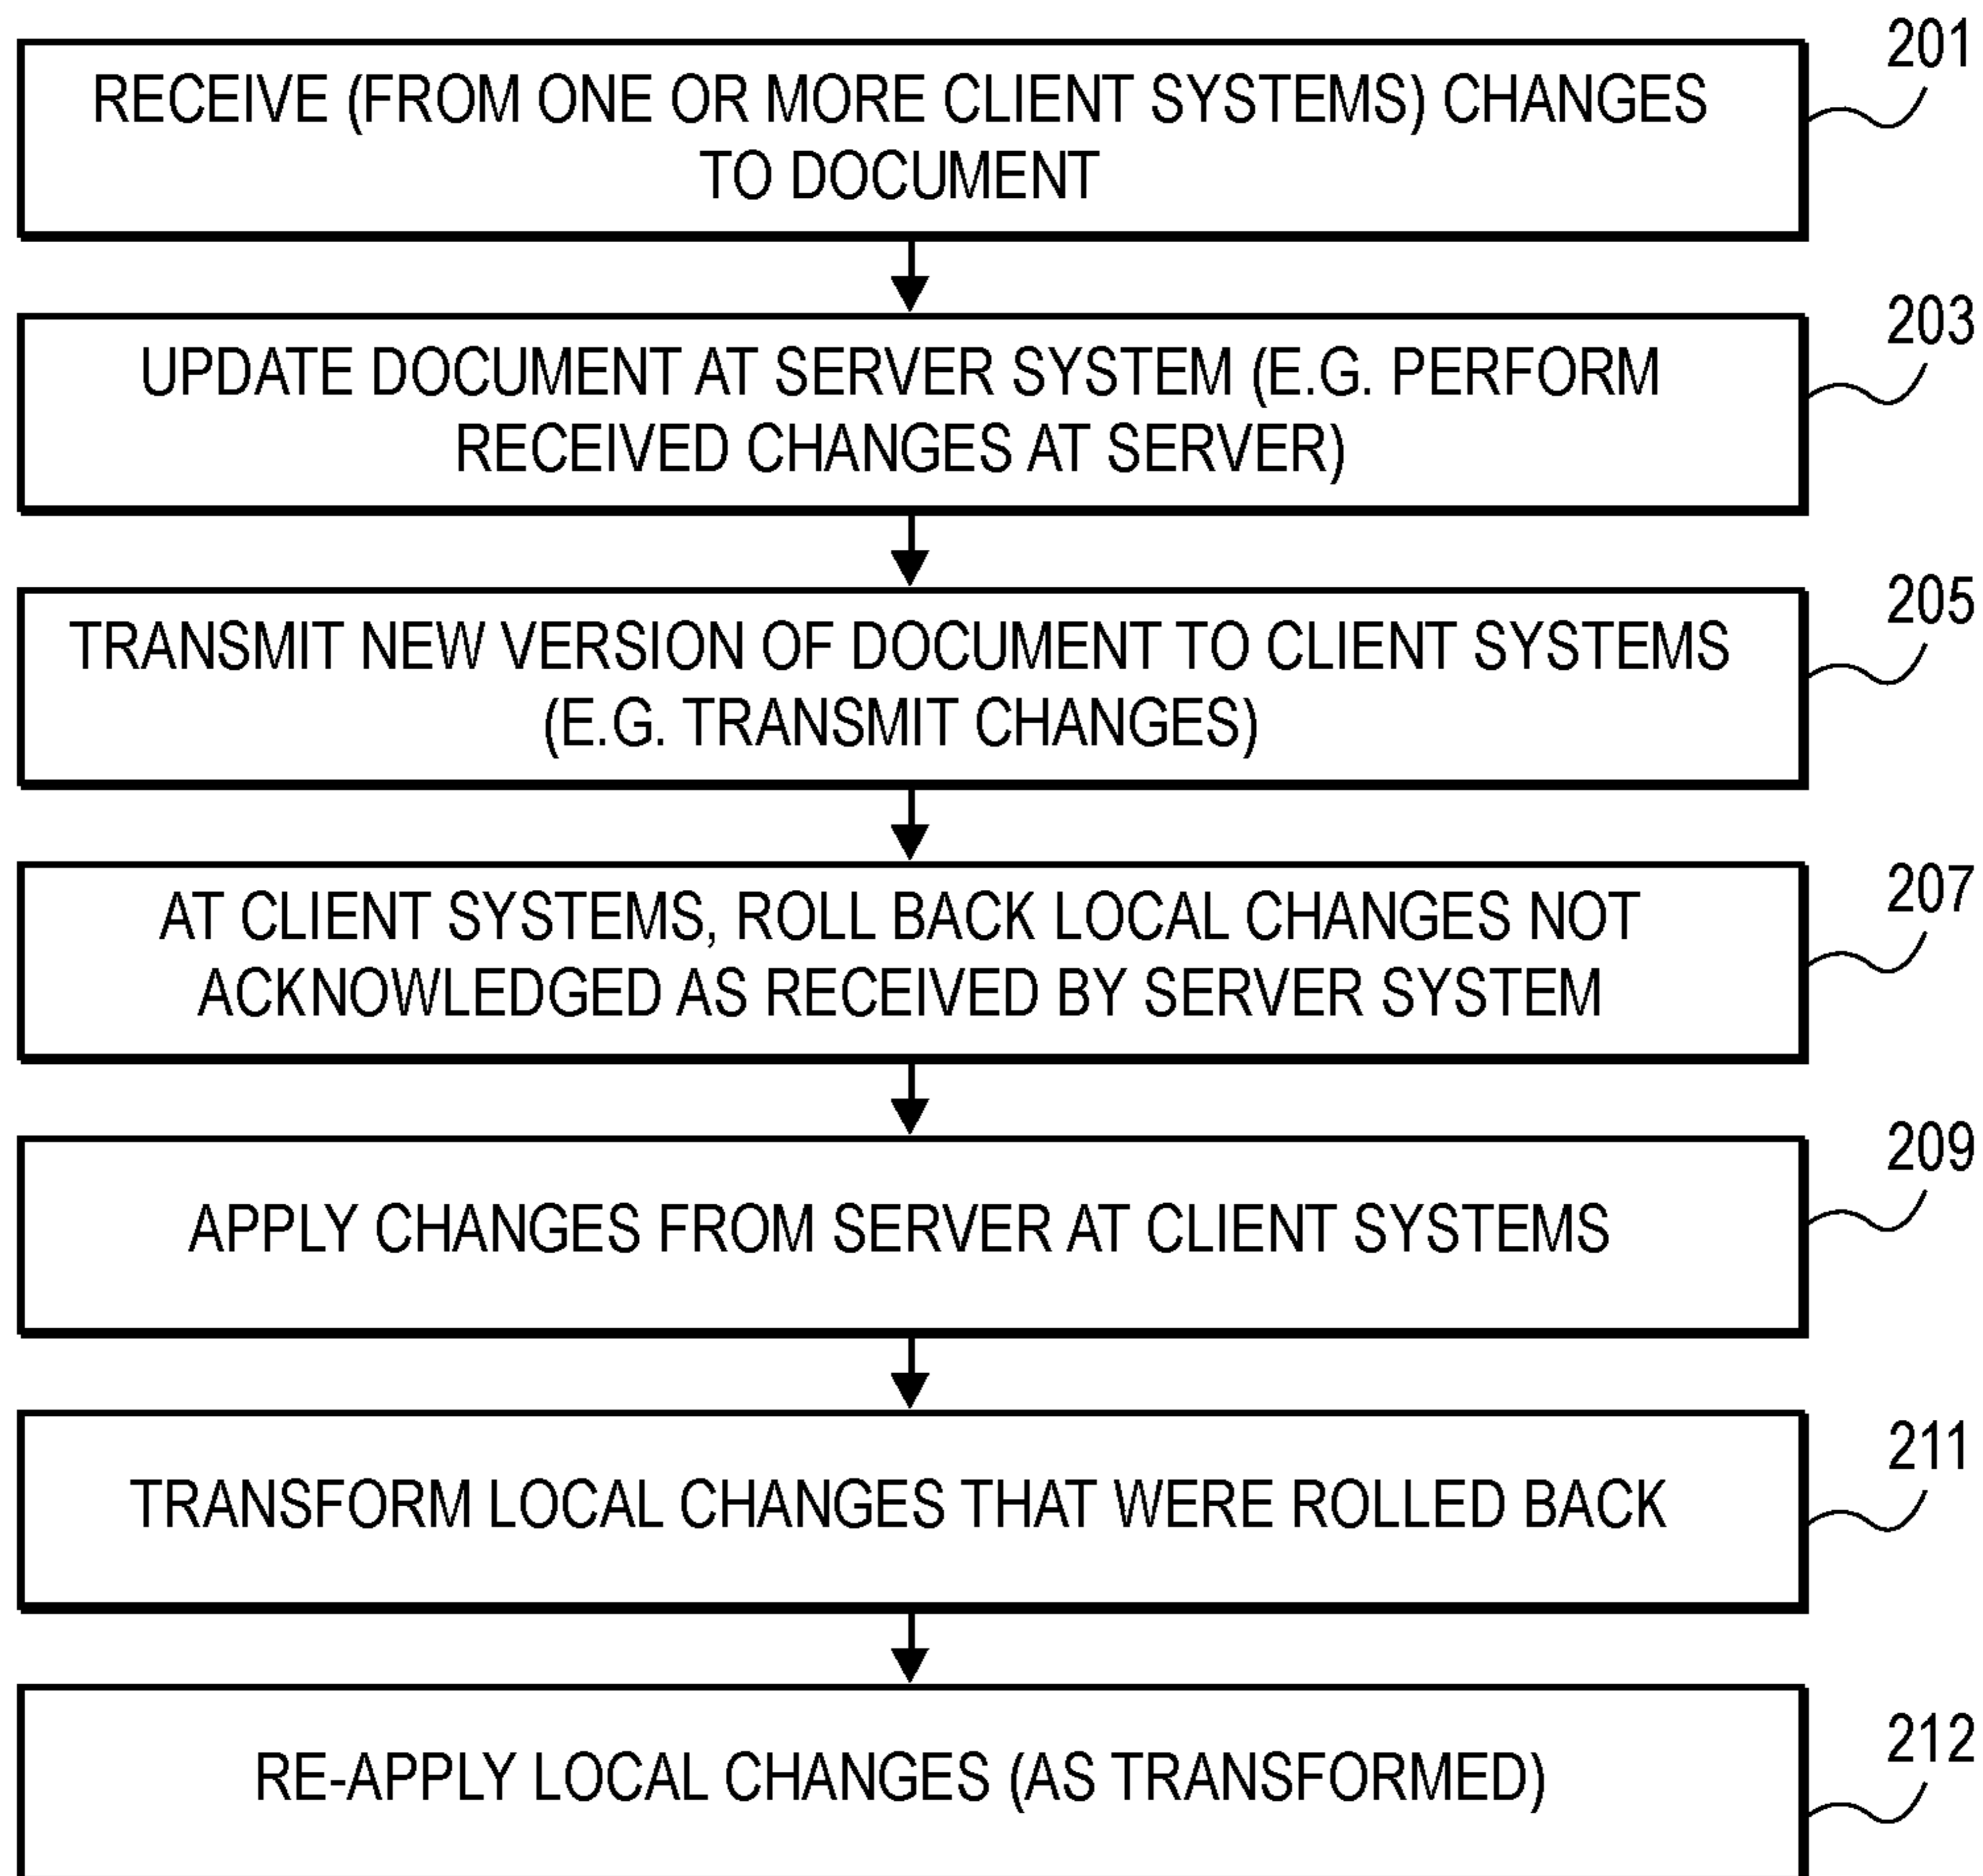 201
RECEIVE (FROM ONE OR MORE CLIENT SYSTEMS) CHANGES
TO DOCUMENT
203
UPDATE DOCUMENT AT SERVER SYSTEM (E.G. PERFORM
RECEIVED CHANGES AT SERVER)
205
TRANSMIT NEW VERSION OF DOCUMENT TO CLIENT SYSTEMS
(E.G. TRANSMIT CHANGES)
207
AT CLIENT SYSTEMS, ROLL BACK LOCAL CHANGES NOT
ACKNOWLEDGED AS RECEIVED BY SERVER SYSTEM
209
APPLY CHANGES FROM SERVER AT CLIENT SYSTEMS
211
TRANSFORM LOCAL CHANGES THAT WERE ROLLED BACK
212
RE-APPLY LOCAL CHANGES (AS TRANSFORMED)